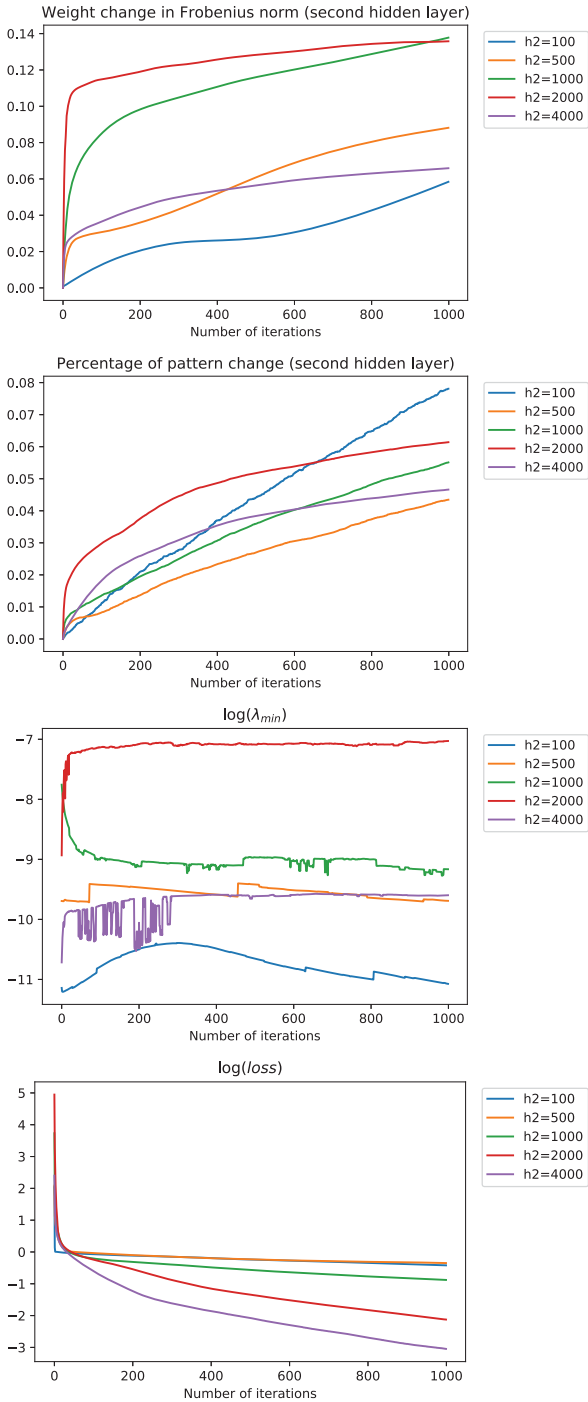 Weight change in Frobenius norm (second hidden layer)
0.14
0.12
0.10
0.08
0.06
0.04
0.02
0.00
0 200 400 600 800 1000
Number of iterations
h2=100
h2=500
h2=1000
h2=2000
h2=4000
Percentage of pattern change (second hidden layer)
0.08
0.07
0.06
0.05
0.04
0.03
0.02
0.01
0.00
0 200 400 600 800 1000
Number of iterations
h2=100
h2=500
h2=1000
h2=2000
h2=4000
log(λmin)
−7
−8
−9
−10
−11
0 200 400 600 800 1000
Number of iterations
h2=100
h2=500
h2=1000
h2=2000
h2=4000
log(loss)
5
4
3
2
1
0
−1
−2
−3
0 200 400 600 800 1000
Number of iterations
h2=100
h2=500
h2=1000
h2=2000
h2=4000